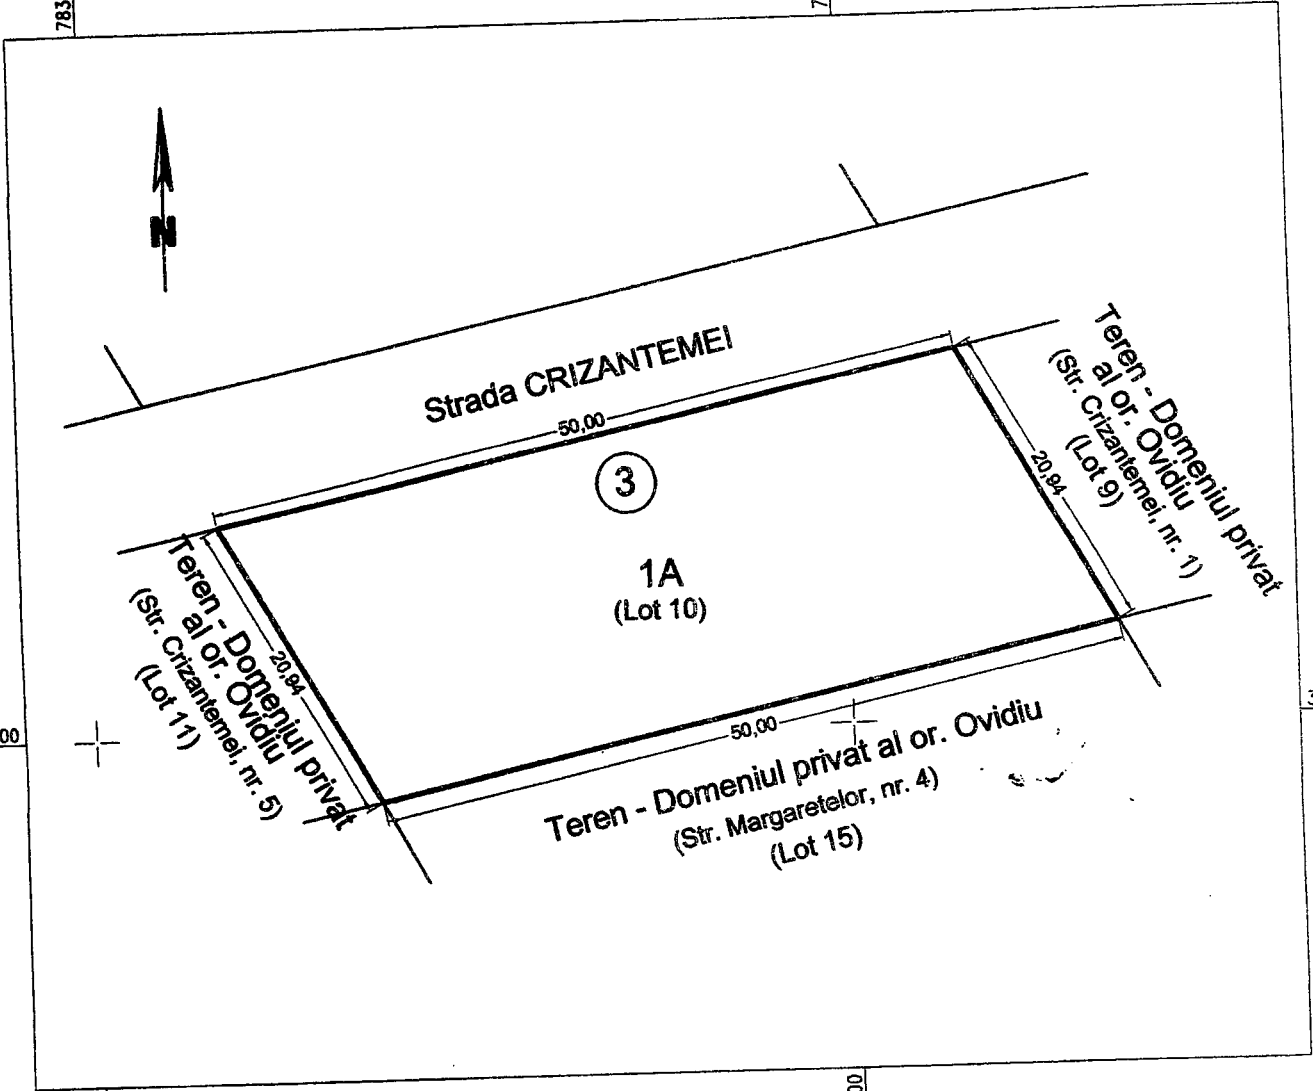 783
7
N
Strada CRIZANTEMEI
50,00
3
1A
(Lot 10)
20,94
Teren - Domeniul privat
al or. Ovidiu
(Str. Crizantemei, nr. 1)
(Lot 9)
20,94
Teren - Domeniul privat
al or. Ovidiu
(Str. Crizantemei, nr. 5)
(Lot 11)
50,00
Teren - Domeniul privat al or. Ovidiu
(Str. Margaretelor, nr. 4)
(Lot 15)
00
3
00